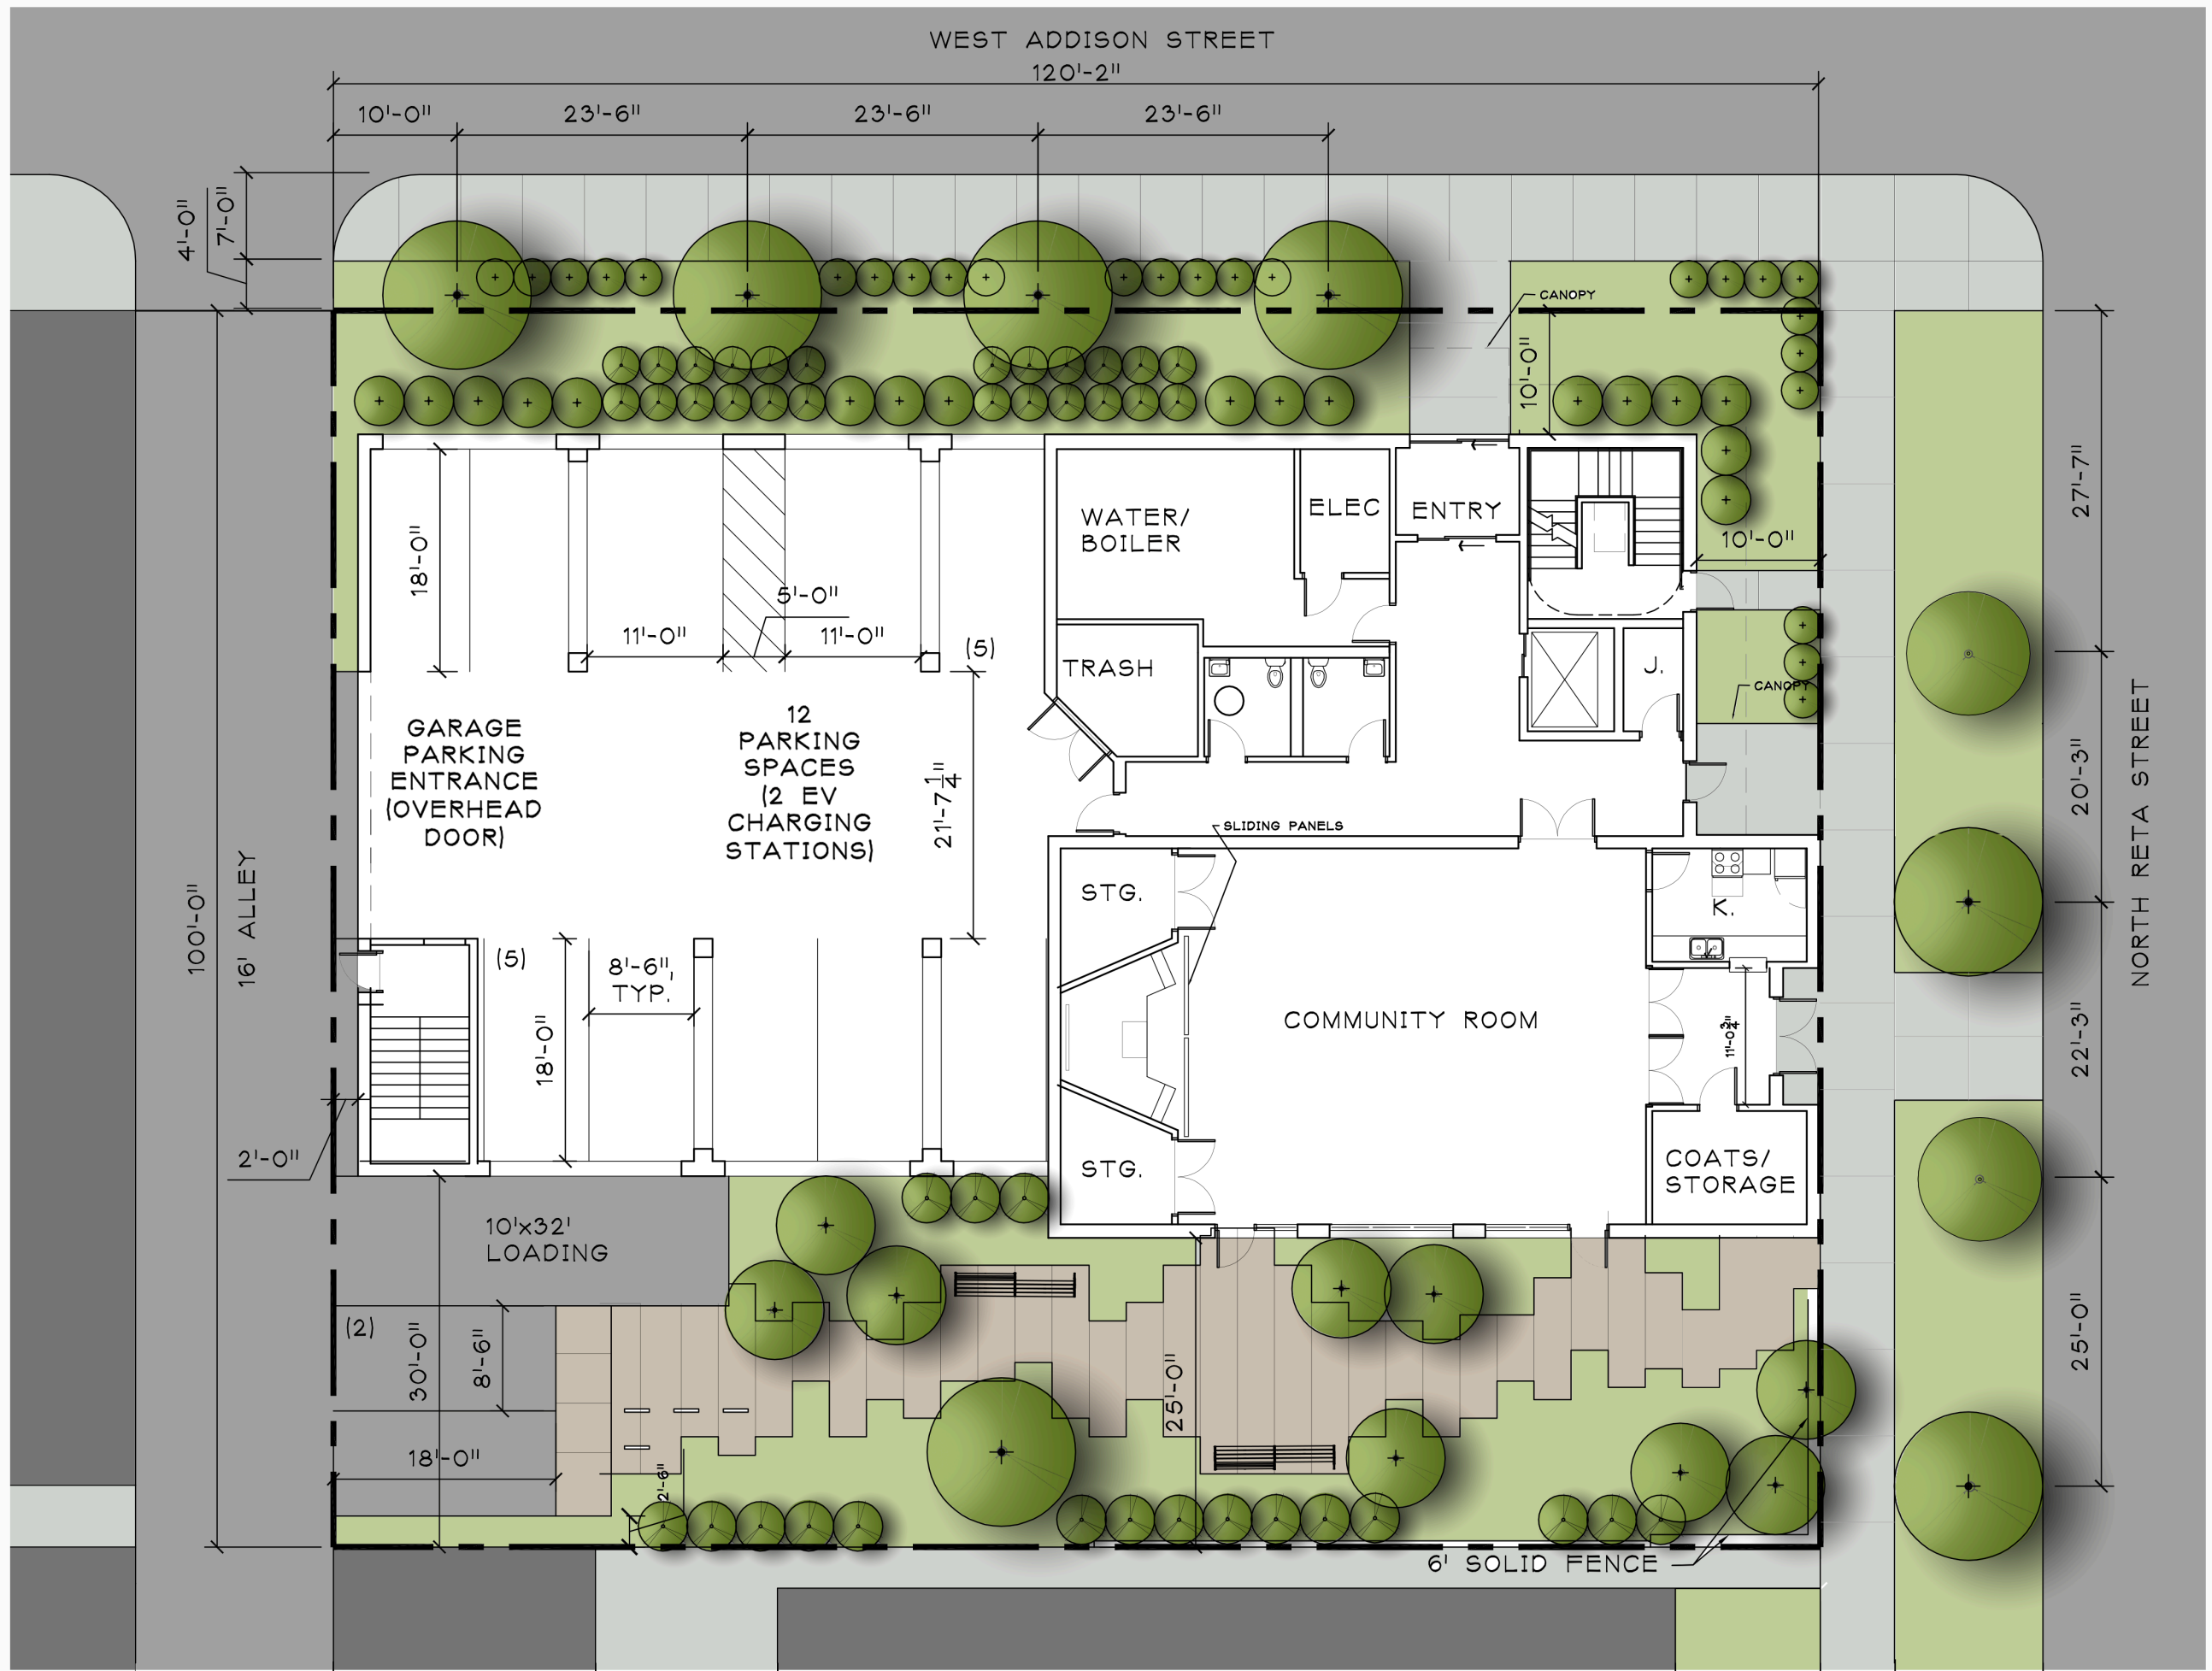 WEST ADDISON STREET
120'-2"
10'-0"
23'-6"
23'-6"
23'-6"
4'-0"
7'-0"
CANOPY
10'-0"
27'-7"
WATER/
BOILER
ELEC
ENTRY
10'-0"
18'-0"
5'-0"
11'-0"
11'-0"
(5)
TRASH
J.
CANOPY
GARAGE
PARKING
ENTRANCE
(OVERHEAD
DOOR)
12
PARKING
SPACES
(2 EV
CHARGING
STATIONS)
21'-7 1/4"
20'-3"
NORTH RETA STREET
SLIDING PANELS
100'-0"
16' ALLEY
STG.
K.
(5)
8'-6",
TYP.
18'-0"
COMMUNITY ROOM
11'-0 3/4"
22'-3"
2'-0"
STG.
COATS/
STORAGE
10'x32'
LOADING
(2)
30'-0"
8'-6"
25'-0"
25'-0"
18'-0"
2'-6"
6' SOLID FENCE